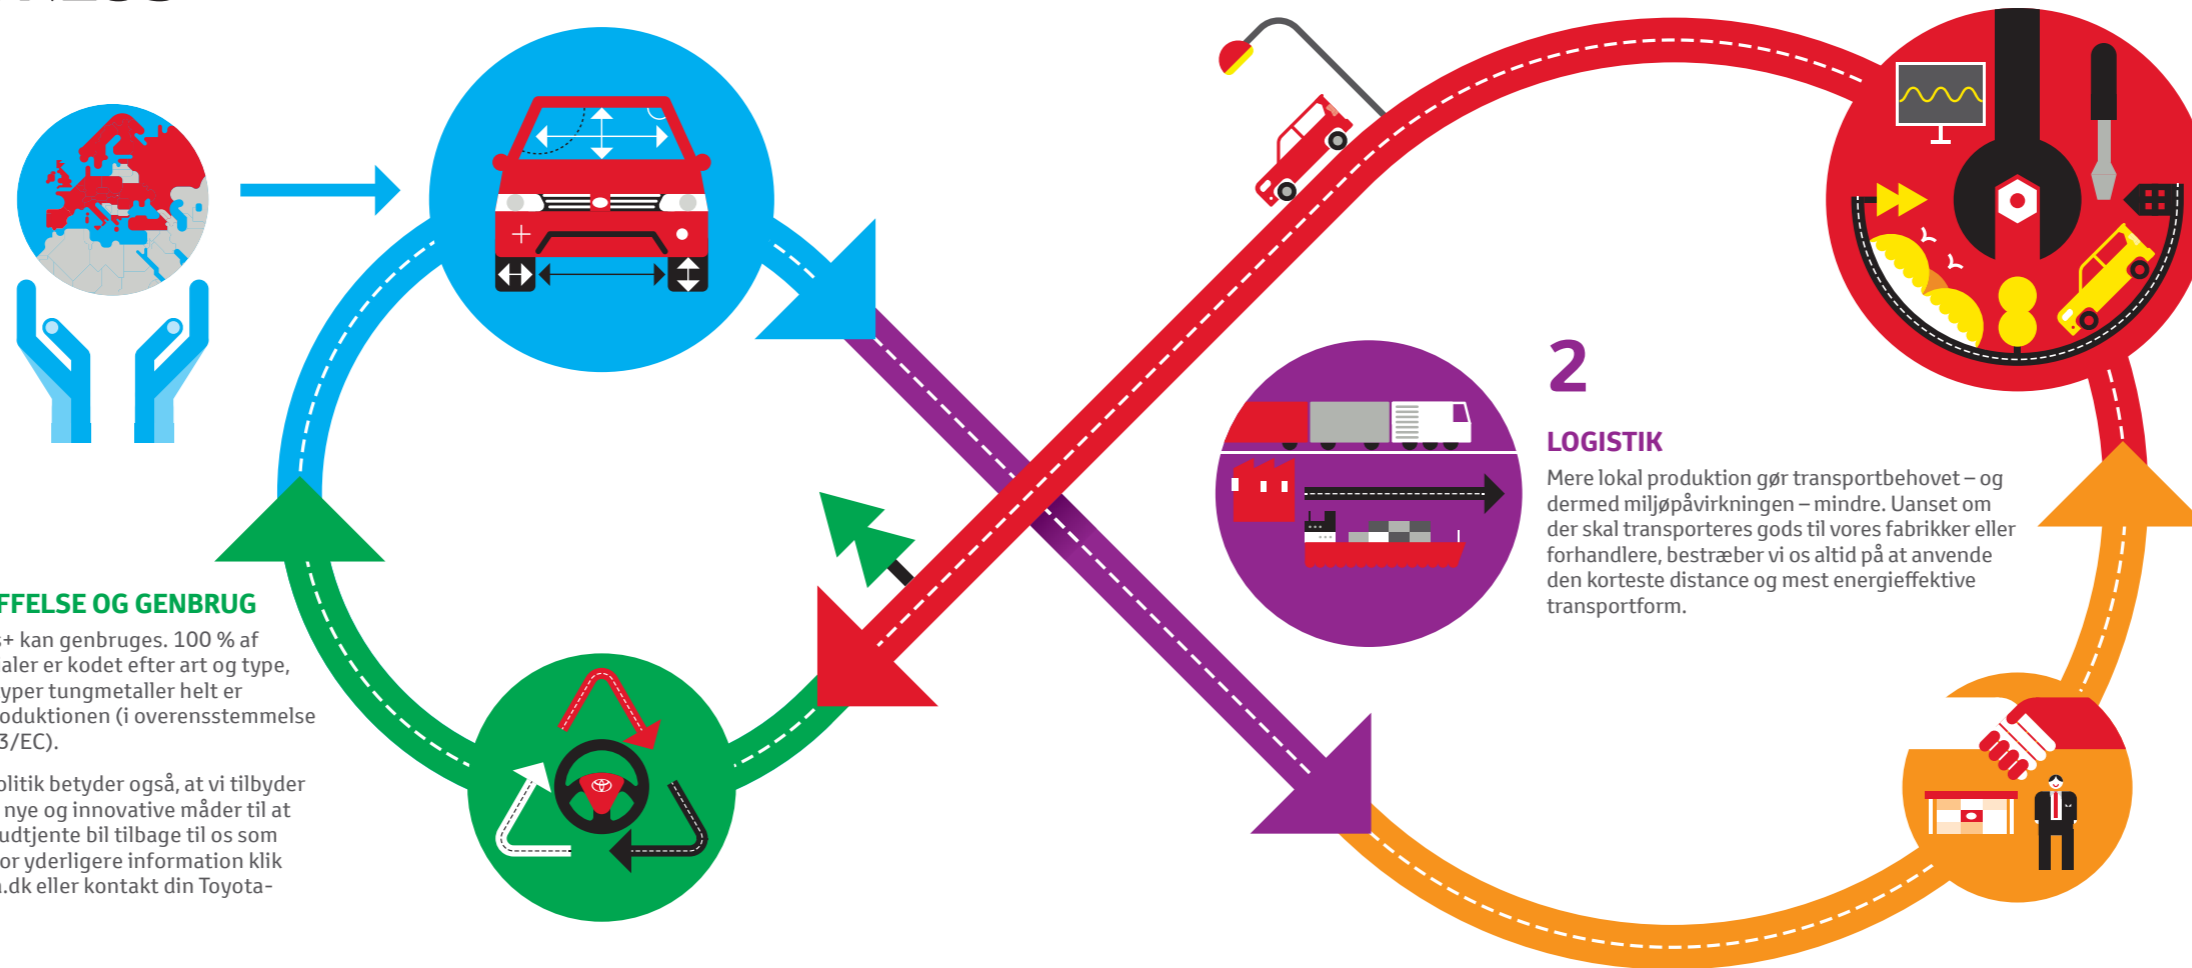 2
LOGISTIK
Mere lokal produktion gør transportbehovet – og
dermed miljøpåvirkningen – mindre. Uanset om
der skal transporteres gods til vores fabrikker eller
forhandlere, bestræber vi os altid på at anvende
den korteste distance og mest energieffektive
transportform.
FFELSE OG GENBRUG
s+ kan genbruges. 100 % af
aler er kodet efter art og type,
yper tungmetaller helt er
oduktionen (i overensstemmelse
3/EC).
olitik betyder også, at vi tilbyder
nye og innovative måder til at
udtjente bil tilbage til os som
or yderligere information klik
a.dk eller kontakt din Toyota-